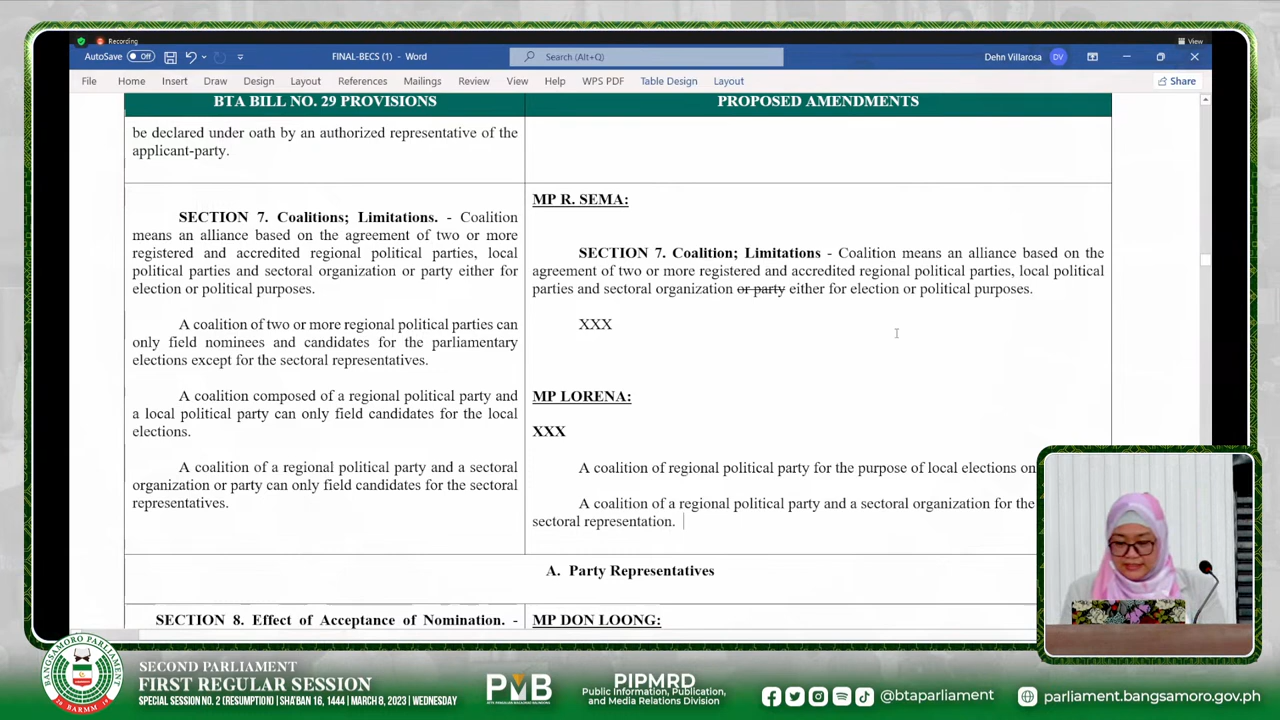 Recording
View
AutoSave Off
FINAL-BECS (1) - Word
Search (Alt+Q)
Dehn Villarosa
DV
File Home Insert Draw Design Layout References Mailings Review View Help WPS PDF Table Design Layout
Share
BTA BILL NO. 29 PROVISIONS
PROPOSED AMENDMENTS
be declared under oath by an authorized representative of the
applicant-party.
SECTION 7. Coalitions; Limitations. - Coalition
means an alliance based on the agreement of two or more
registered and accredited regional political parties, local
political parties and sectoral organization or party either for
election or political purposes.
A coalition of two or more regional political parties can
only field nominees and candidates for the parliamentary
elections except for the sectoral representatives.
A coalition composed of a regional political party and
a local political party can only field candidates for the local
elections.
A coalition of a regional political party and a sectoral
organization or party can only field candidates for the sectoral
representatives.
MP R. SEMA:
SECTION 7. Coalition; Limitations - Coalition means an alliance based on the
agreement of two or more registered and accredited regional political parties, local political
parties and sectoral organization or party either for election or political purposes.
XXX
MP LORENA:
XXX
A coalition of regional political party for the purpose of local elections on
A coalition of a regional political party and a sectoral organization for the
sectoral representation.
A. Party Representatives
SECTION 8. Effect of Acceptance of Nomination. -
MP DON LOONG:
BANGSAMORO PARLIAMENT
BARMM
SECOND PARLIAMENT
FIRST REGULAR SESSION
SPECIAL SESSION NO. 2 (RESUMPTION) | SHA'BAN 16, 1444 | MARCH 8, 2023 | WEDNESDAY
PMB
PIPMRD
Public Information, Publication,
and Media Relations Division
@btaparliament
parliament.bangsamoro.gov.ph